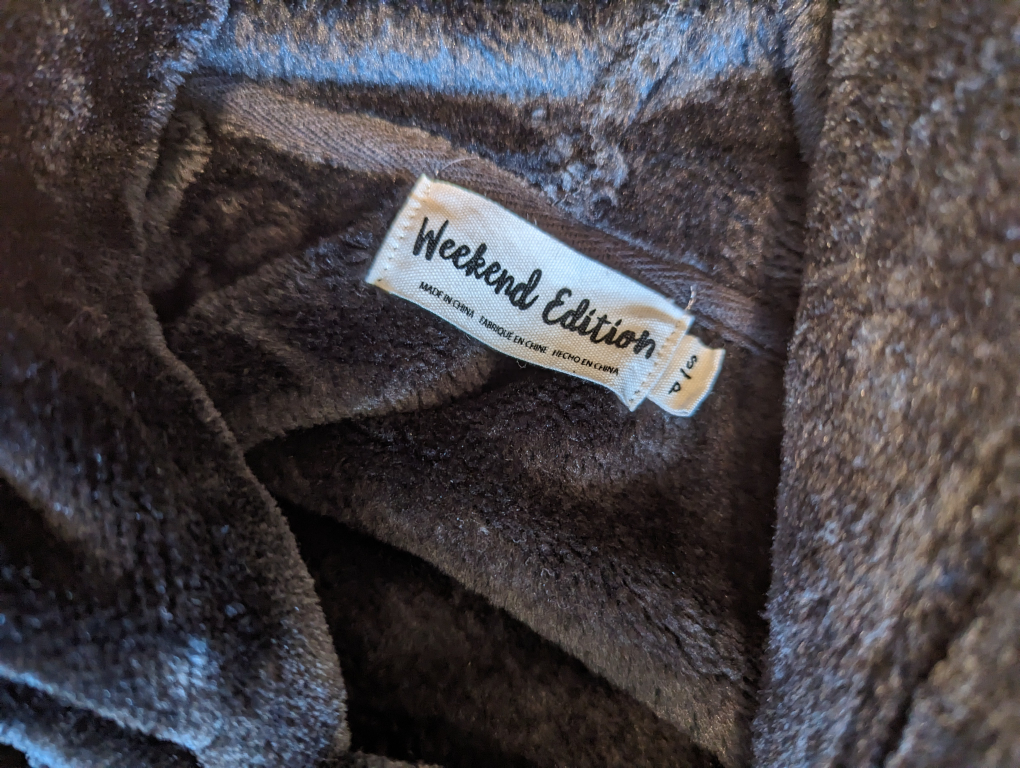 Weekend Edition
MADE IN CHINA FABRIQUÉ EN CHINE HECHO EN CHINA
S/P